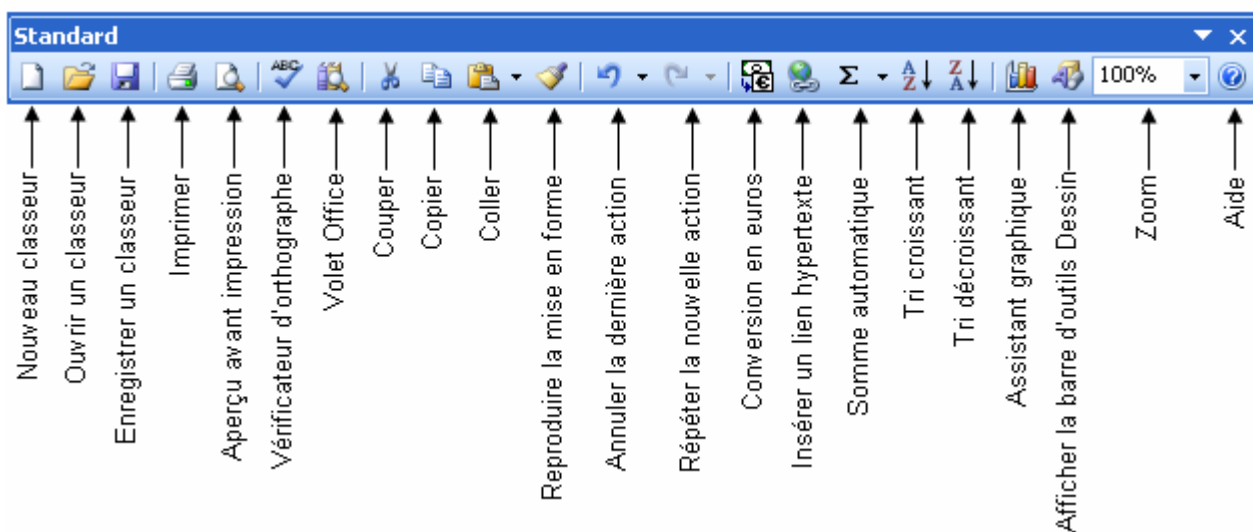 Standard
ABC
A
Z
Z
A
100%
Nouveau classeur
Ouvrir un classeur
Enregistrer un classeur
Imprimer
Aperçu avant impression
Vérificateur d'orthographe
Volet Office
Couper
Copier
Coller
Reproduire la mise en forme
Annuler la dernière action
Répéter la nouvelle action
Conversion en euros
Insérer un lien hypertexte
Somme automatique
Tri croissant
Tri décroissant
Assistant graphique
Afficher la barre d'outils Dessin
Zoom
Aide